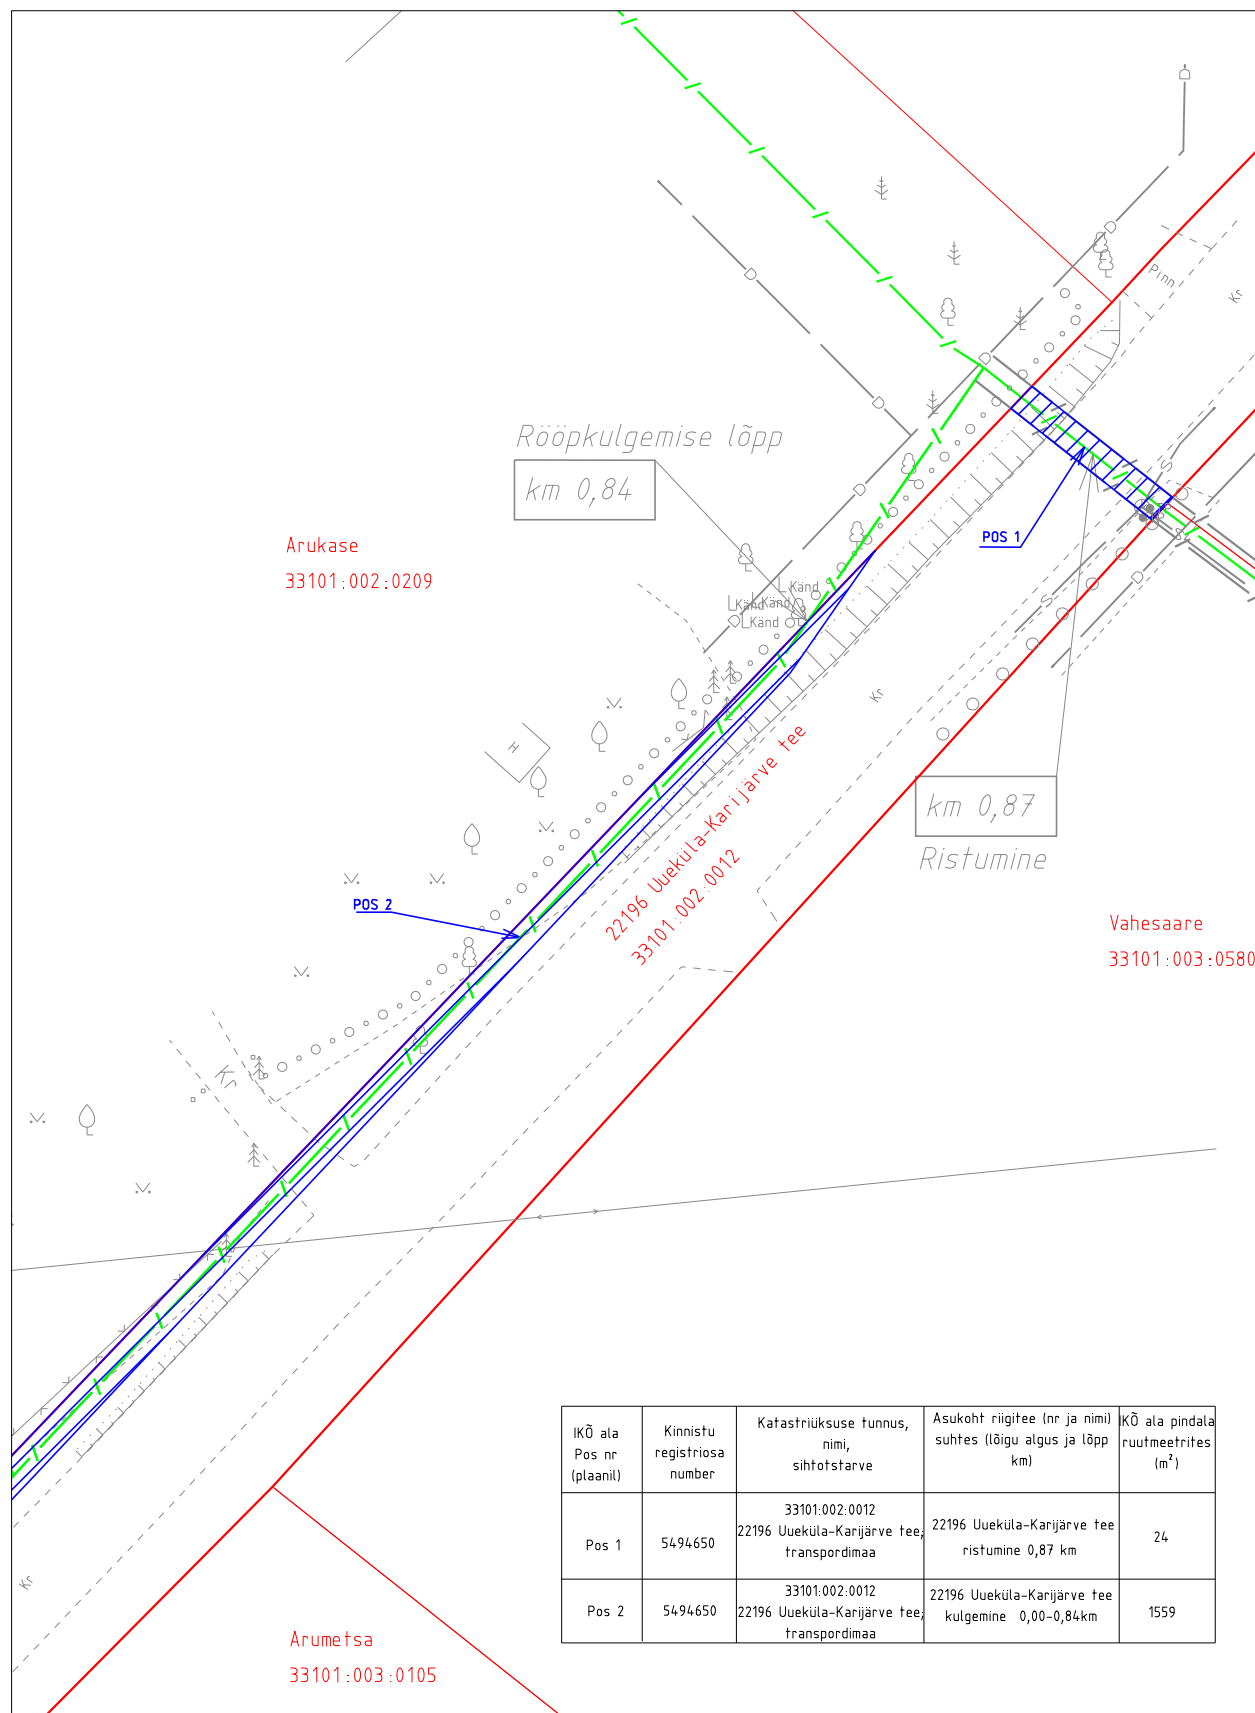 Pinn
Kr
Rööpkulgemise lõpp
km 0,84
S
POS 1
Arukase
33101:002:0209
Känd
Känd
Känd
Känd
S
Kr
H
22196 Uueküla-Karijärve tee
33101:002:0012
km 0,87
Ristumine
POS 2
Vahesaare
33101:003:0580
Kr
IKÕ ala
Pos nr
(plaanil)
Kinnistu
registriosa
number
Katastriüksuse tunnus,
nimi,
sihtotstarve
Asukoht riigitee (nr ja nimi)
suhtes (lõigu algus ja lõpp
km)
IKÕ ala pindala
ruutmeetrites
(m²)
Pos 1
5494650
33101:002:0012
22196 Uueküla-Karijärve tee;
transpordimaa
22196 Uueküla-Karijärve tee
ristumine 0,87 km
24
Pos 2
5494650
33101:002:0012
22196 Uueküla-Karijärve tee;
transpordimaa
22196 Uueküla-Karijärve tee
kulgemine 0,00-0,84km
1559
Kr
Arumetsa
33101:003:0105